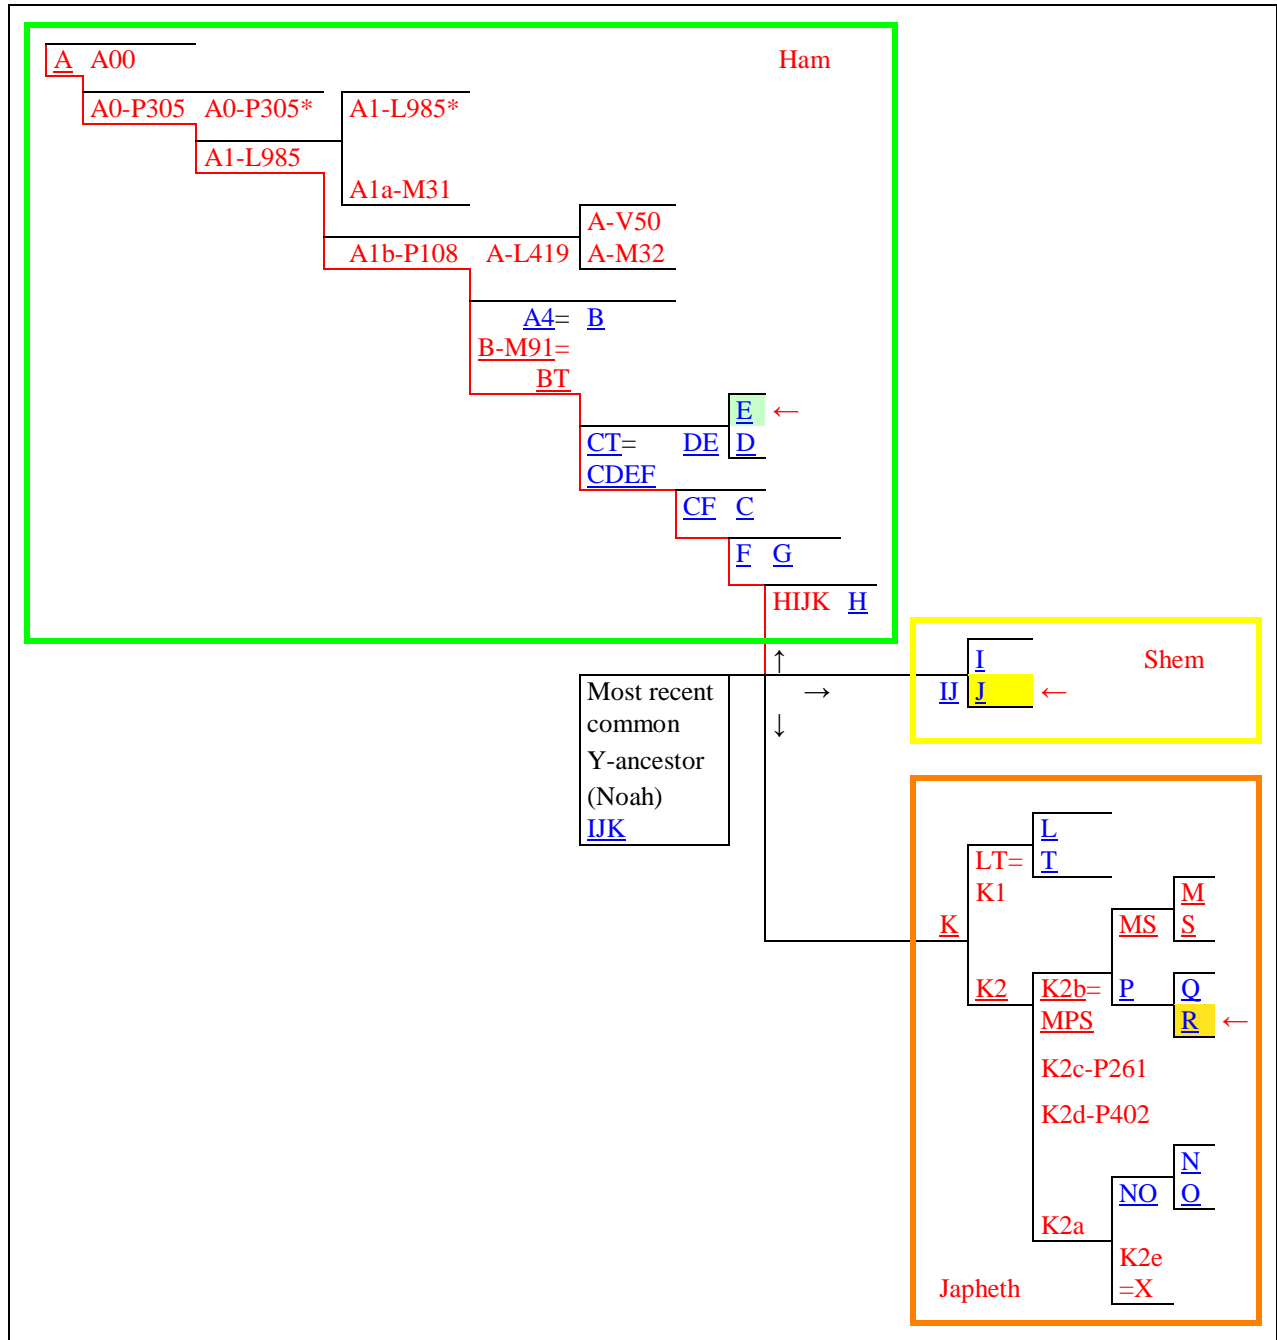 A A00 Ham
A0-P305 A0-P305* A1-L985*
A1-L985
A1a-M31
A-V50
A1b-P108 A-L419 A-M32
A4= B
B-M91=
BT
E ←
CT= DE D
CDEF
CF C
F G
HIJK H
↑ I Shem
Most recent → IJ J ←
common ↓
Y-ancestor
(Noah)
IJK L
LT= T
K1 M
K MS S
K2 K2b= P Q
MPS R ←
K2c-P261
K2d-P402
N
NO O
K2a
K2e
Japheth =X